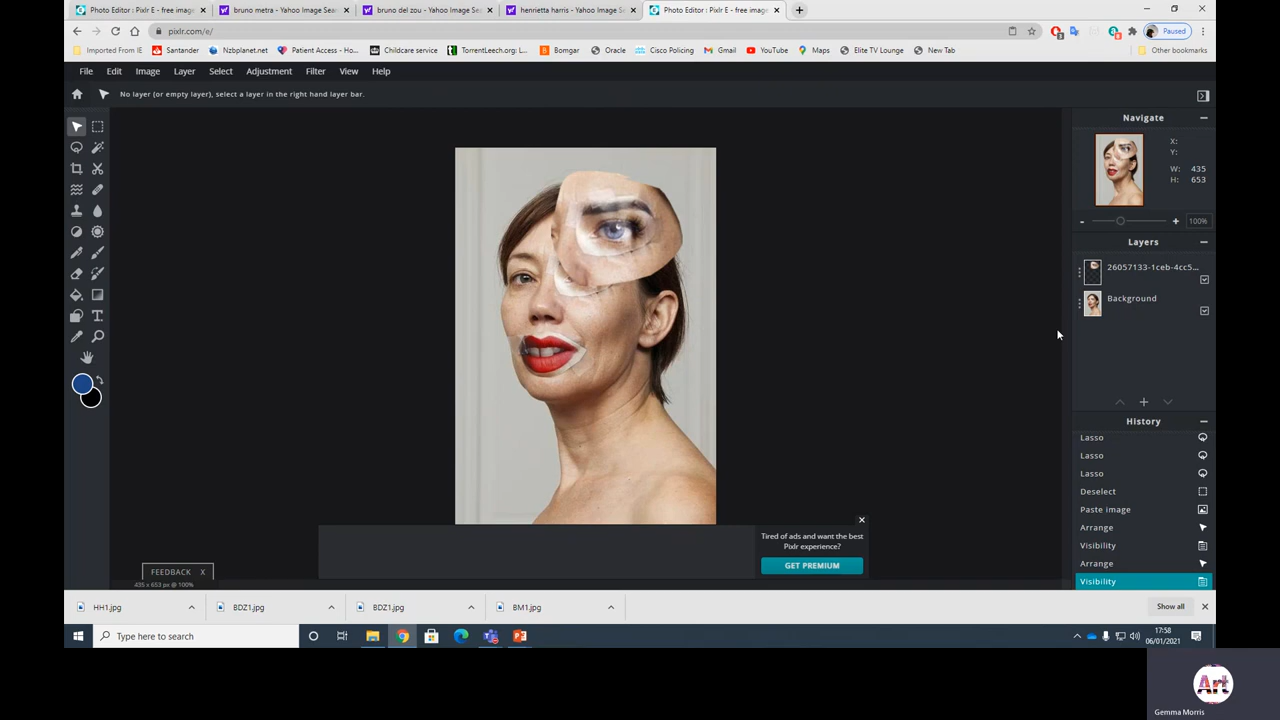 Photo Editor : Pixlr E - free image
bruno metra - Yahoo Image Sear
bruno del zou - Yahoo Image Se
henrietta harris - Yahoo Image S
Photo Editor : Pixlr E - free image
pixlr.com/e/
Paused
Imported From IE
Santander
Nzbplanet.net
Patient Access - Ho...
Childcare service
TorrentLeech.org: L...
Bomgar
Oracle
Cisco Policing
Gmail
YouTube
Maps
Elite TV Lounge
New Tab
Other bookmarks
File
Edit
Image
Layer
Select
Adjustment
Filter
View
Help
No layer (or empty layer), select a layer in the right hand layer bar.
Navigate
X:
Y:
W: 435
H: 653
100%
Layers
26057133-1ceb-4cc5...
Background
History
Lasso
Lasso
Lasso
Deselect
Paste image
Arrange
Visibility
Arrange
Visibility
Tired of ads and want the best
Pixlr experience?
GET PREMIUM
FEEDBACK X
435 x 653 px @ 100%
HH1.jpg
BDZ1.jpg
BDZ1.jpg
BM1.jpg
Show all
Type here to search
17:58
06/01/2021
Art
Gemma Morris